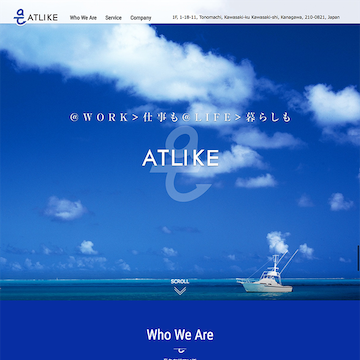 ATLIKE
Who We Are Service Company 1F, 1-18-11, Tonomachi, Kawasaki-ku Kawasaki-shi, Kanagawa, 210-0821, Japan
@WORK>仕事も@LIFE>暮らしも
ATLIKE
SCROLL
Who We Are